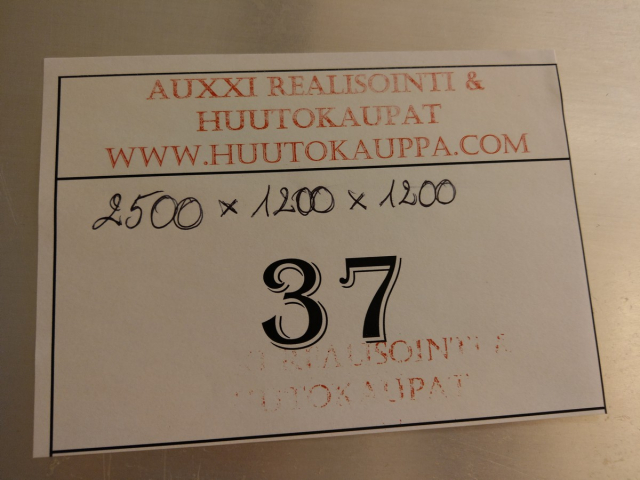 AUXXI REALISOINTI &
HUUTOKAUPAT
WWW.HUUTOKAUPPA.COM
2500 x 1200 x 1200
37
REALISOINTI &
HUUTOKAUPAT